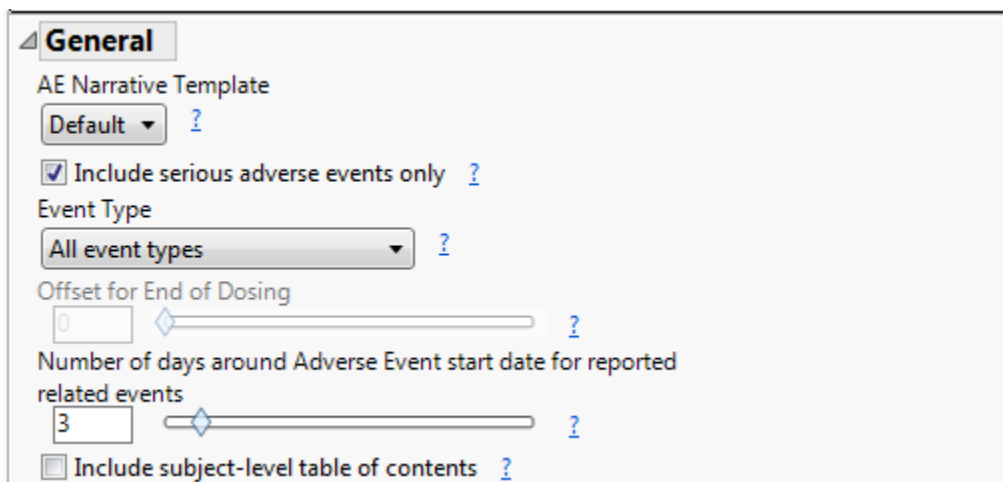 General
AE Narrative Template
Default ?
Include serious adverse events only ?
Event Type
All event types ?
Offset for End of Dosing
0 ?
Number of days around Adverse Event start date for reported
related events
3 ?
Include subject-level table of contents ?